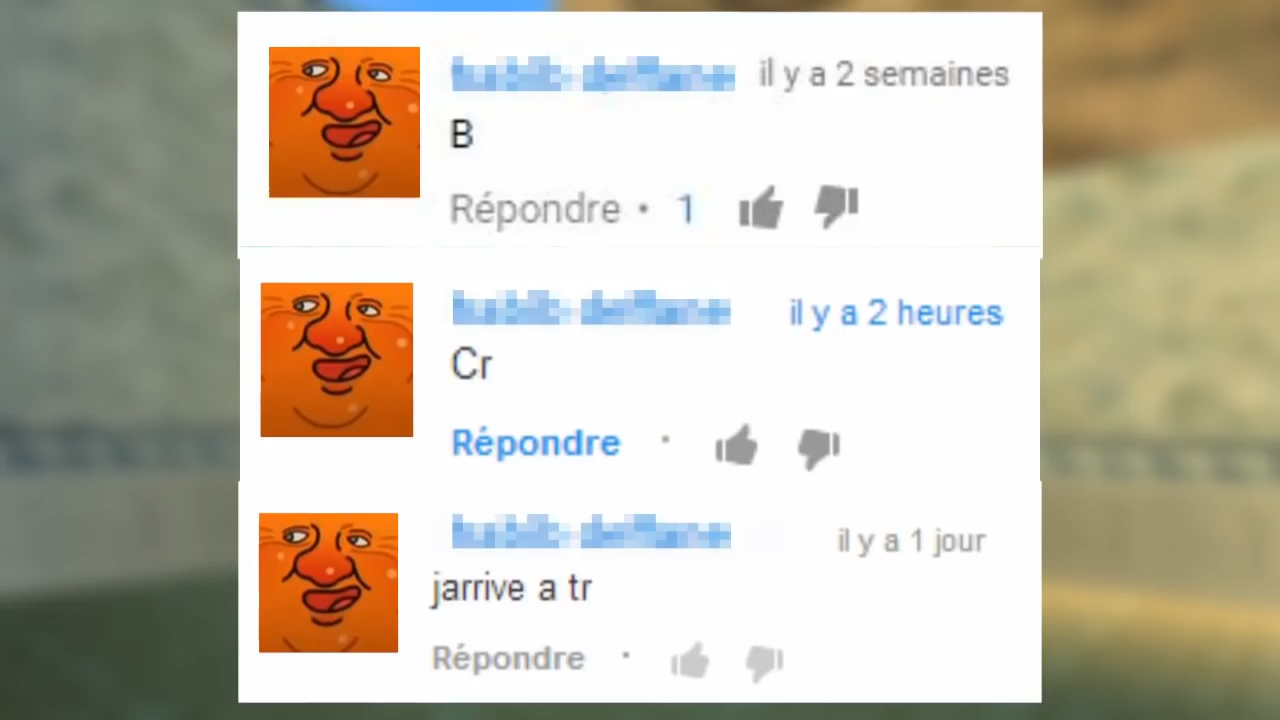 il y a 2 semaines
B
Répondre • 1
il y a 2 heures
Cr
Répondre •
il y a 1 jour
jarrive a tr
Répondre •